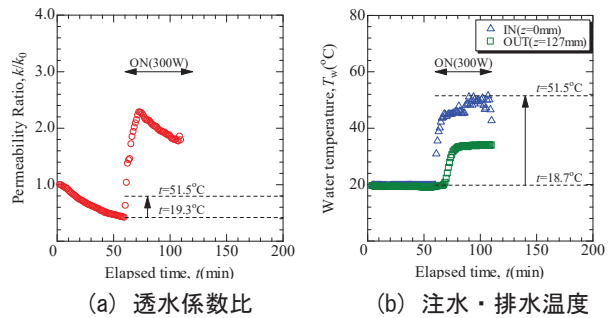 Permeability Ratio, k/k0
4.0
3.0
2.0
1.0
0
50
100
150
200
ON(300W)
t=51.5°C
t=19.3°C
Elapsed time, t(min)
(a) 透水係数比
Water temperature, Tw(°C)
80
60
40
20
0
50
100
150
200
IN(z=0mm)
OUT(z=127mm)
ON(300W)
t=51.5°C
t=18.7°C
Elapsed time, t(min)
(b) 注水・排水温度